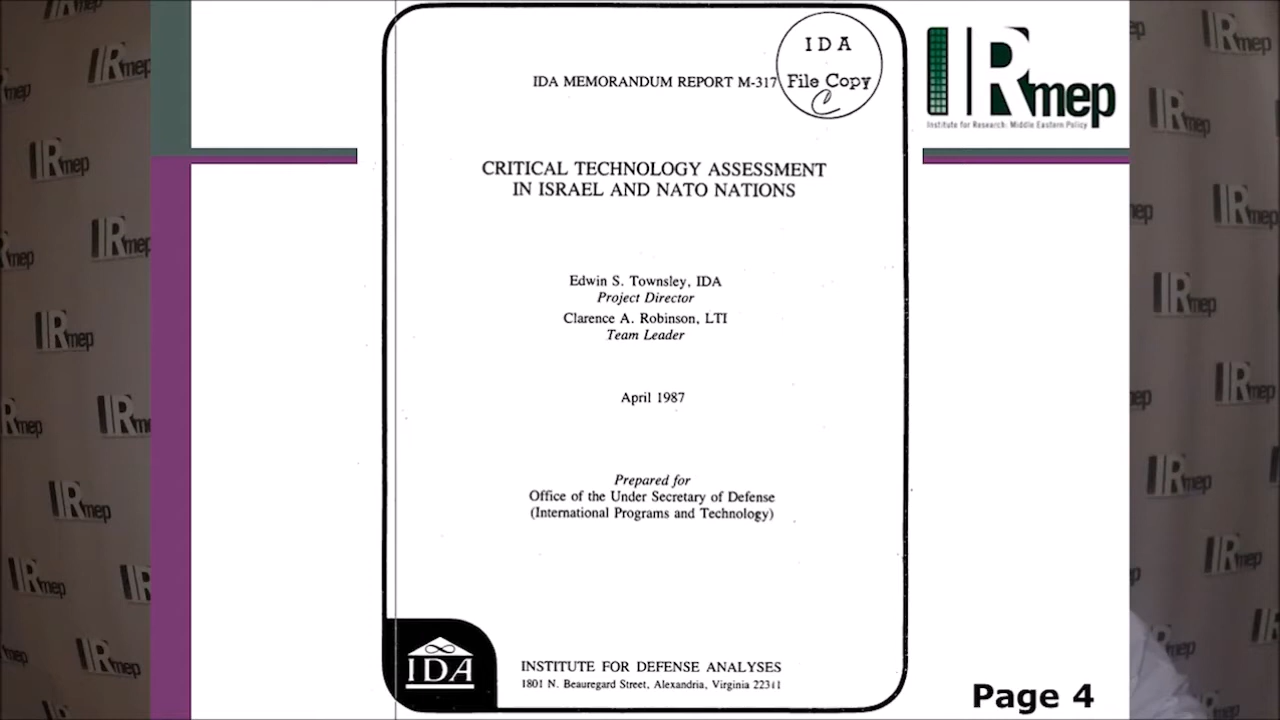 IDA
File Copy
C
IDA MEMORANDUM REPORT M-317
IRmep
Institute for Research: Middle Eastern Policy
CRITICAL TECHNOLOGY ASSESSMENT
IN ISRAEL AND NATO NATIONS
Edwin S. Townsley, IDA
Project Director
Clarence A. Robinson, LTI
Team Leader
April 1987
Prepared for
Office of the Under Secretary of Defense
(International Programs and Technology)
IDA
INSTITUTE FOR DEFENSE ANALYSES
1801 N. Beauregard Street, Alexandria, Virginia 22311
Page 4